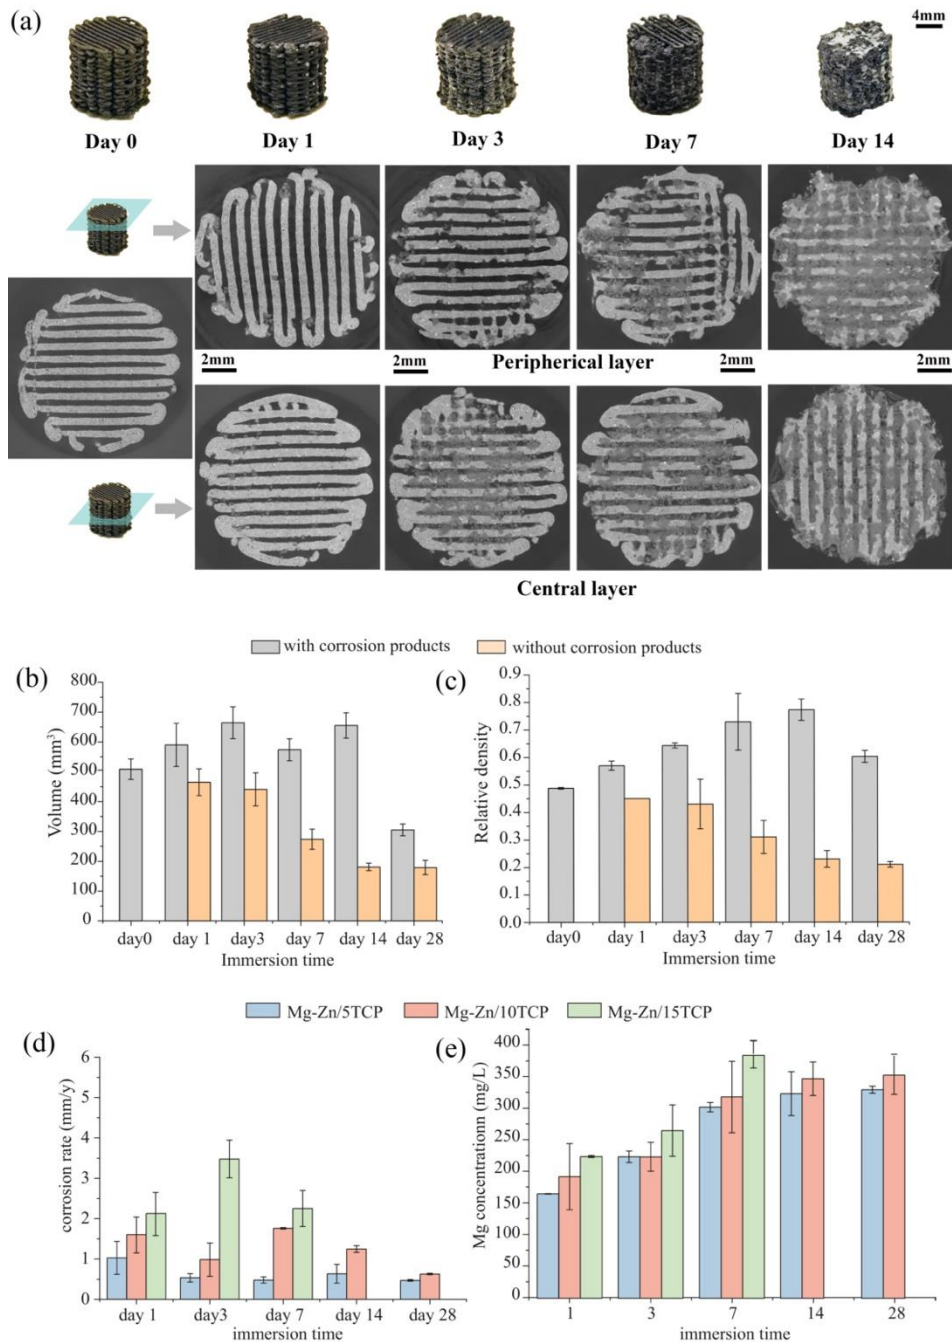 (a)
4mm
Day 0
Day 1
Day 3
Day 7
Day 14
2mm
2mm
Peripherical layer
2mm
2mm
Central layer
with corrosion products
without corrosion products
(b)
800
700
600
500
400
300
200
100
0
Volume (mm³)
day0
day 1
day3
day 7
day 14
day 28
Immersion time
(c)
0.9
0.8
0.7
0.6
0.5
0.4
0.3
0.2
0.1
0.0
Relative density
day0
day 1
day3
day 7
day 14
day 28
Immersion time
Mg-Zn/5TCP
Mg-Zn/10TCP
Mg-Zn/15TCP
(d)
6
5
4
3
2
1
0
corrosion rate (mm/y)
day 1
day3
day 7
day 14
day 28
immersion time
(e)
400
350
300
250
200
150
100
50
0
Mg concentrationn (mg/L)
1
3
7
14
28
immersion time